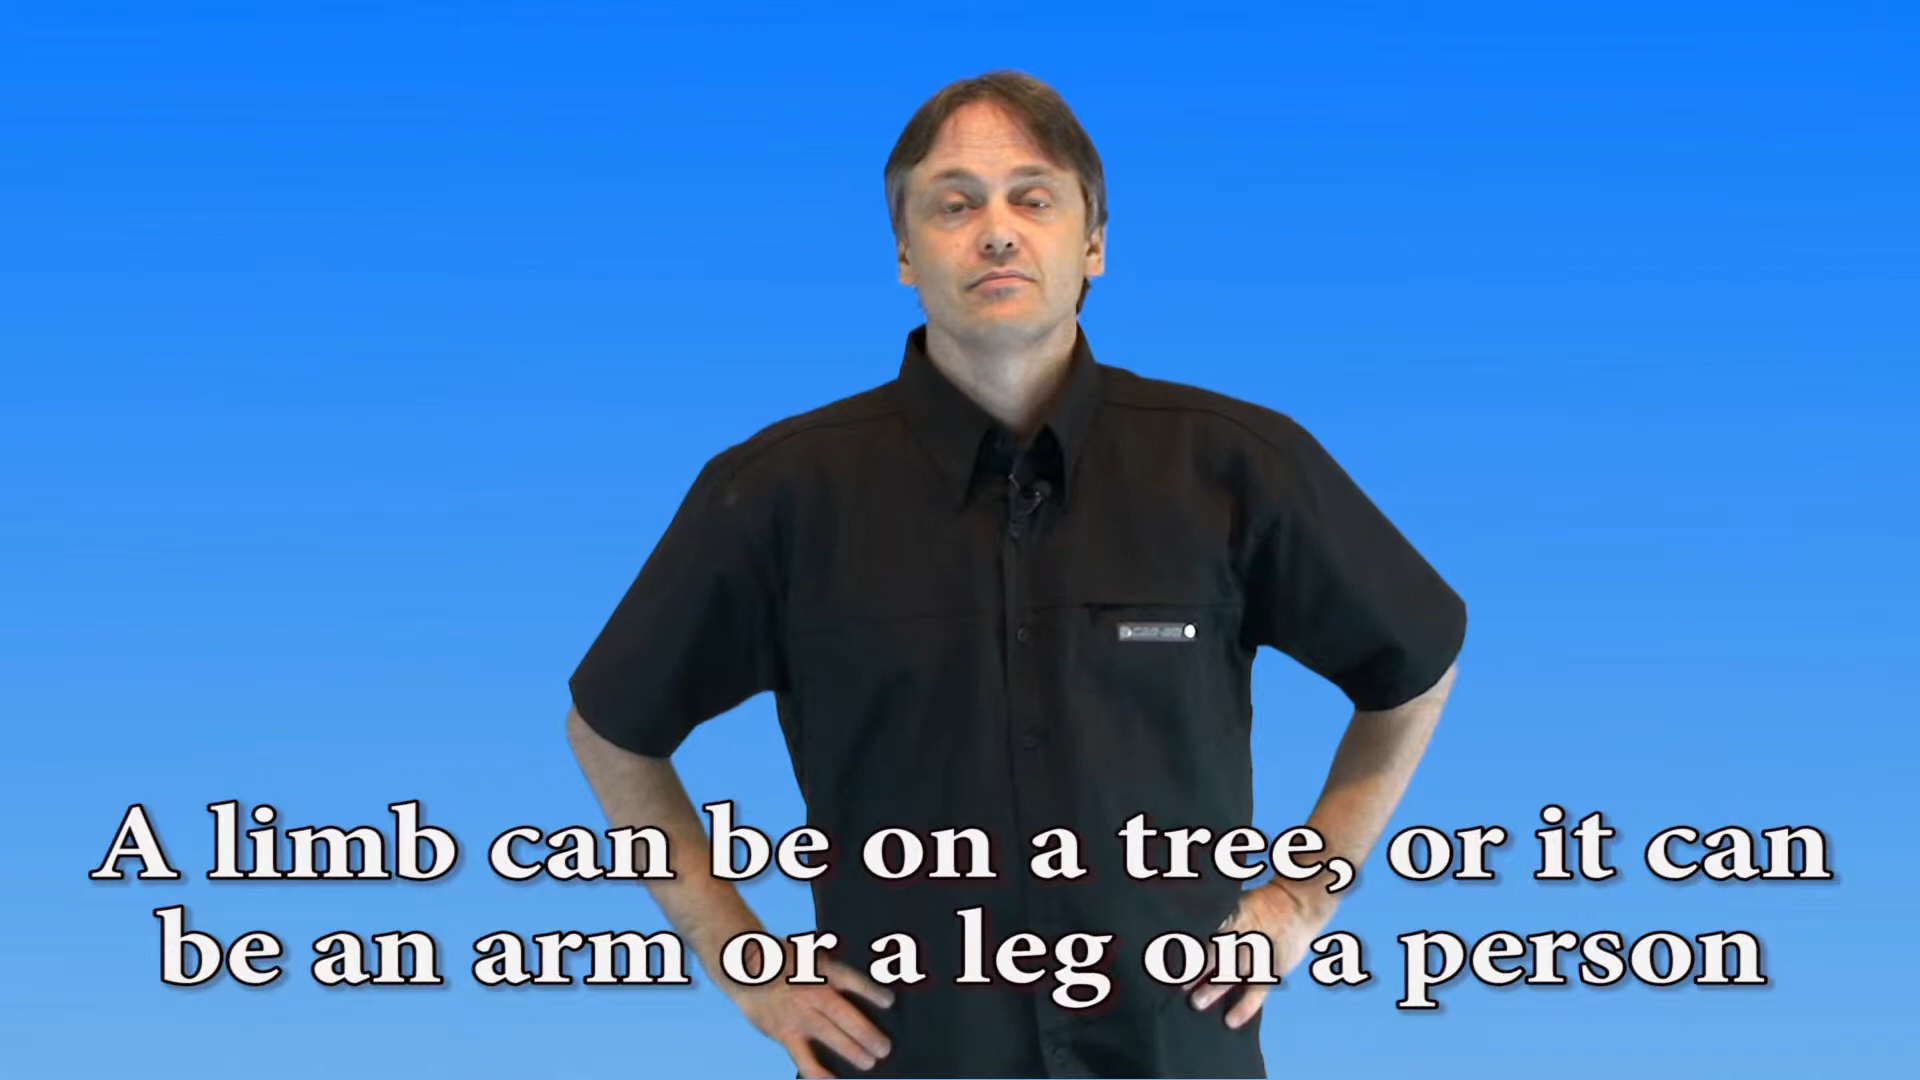 A limb can be on a tree, or it can
be an arm or a leg on a person